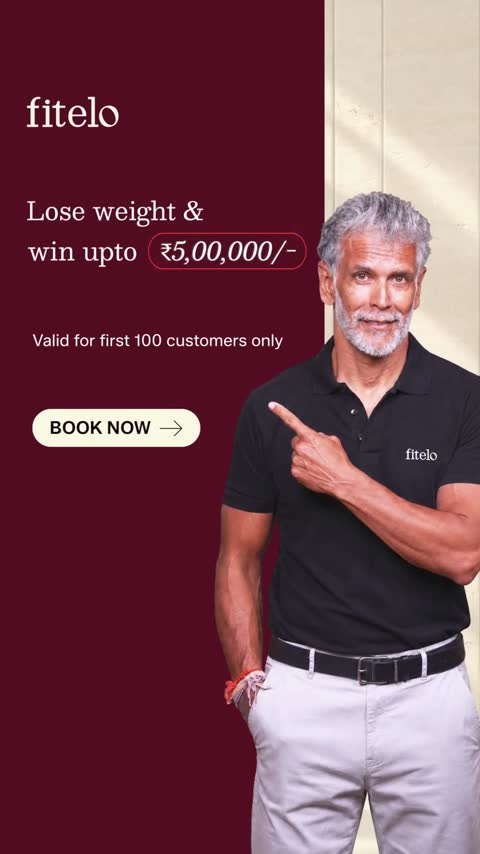 fitelo
Lose weight &
win upto ₹5,00,000/-
Valid for first 100 customers only
BOOK NOW →
fitelo